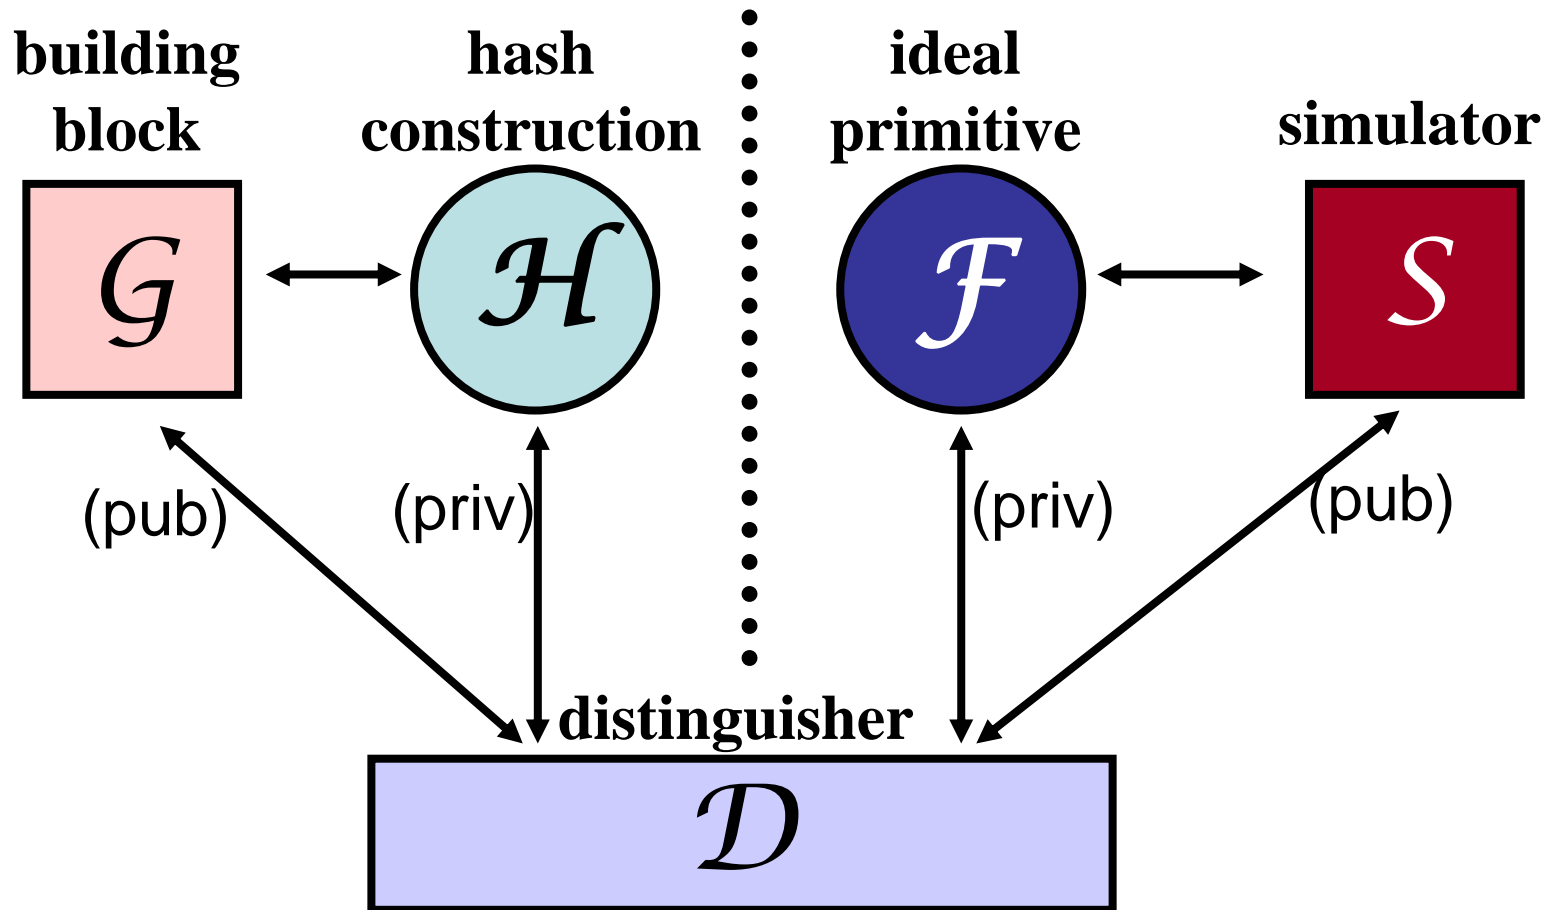 building
block
hash
construction
ideal
primitive
simulator
G
H
F
S
(pub)
(priv)
(priv)
(pub)
distinguisher
D